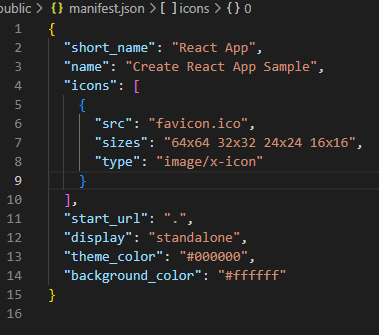 public > {} manifest.json > [ ] icons > {} 0
1 {
2 "short_name": "React App",
3 "name": "Create React App Sample",
4 "icons": [
5 {
6 "src": "favicon.ico",
7 "sizes": "64x64 32x32 24x24 16x16",
8 "type": "image/x-icon"
9 }
10 ],
11 "start_url": ".",
12 "display": "standalone",
13 "theme_color": "#000000",
14 "background_color": "#ffffff"
15 }
16